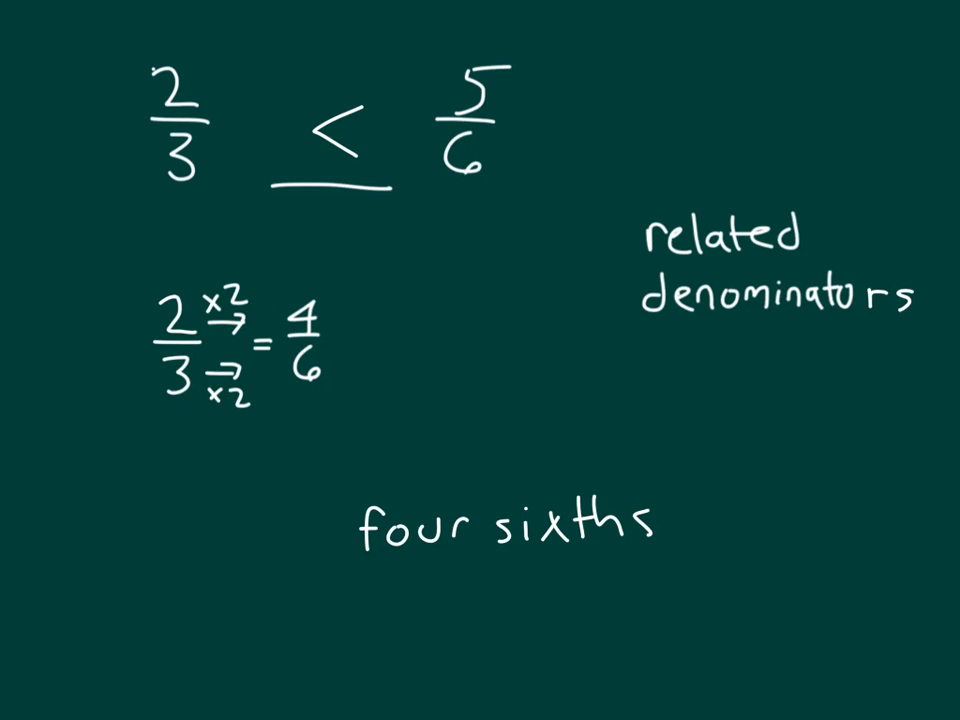 2/3 < 5/6
related
denominators
2/3 ×2 → → ×2 = 4/6
four sixths